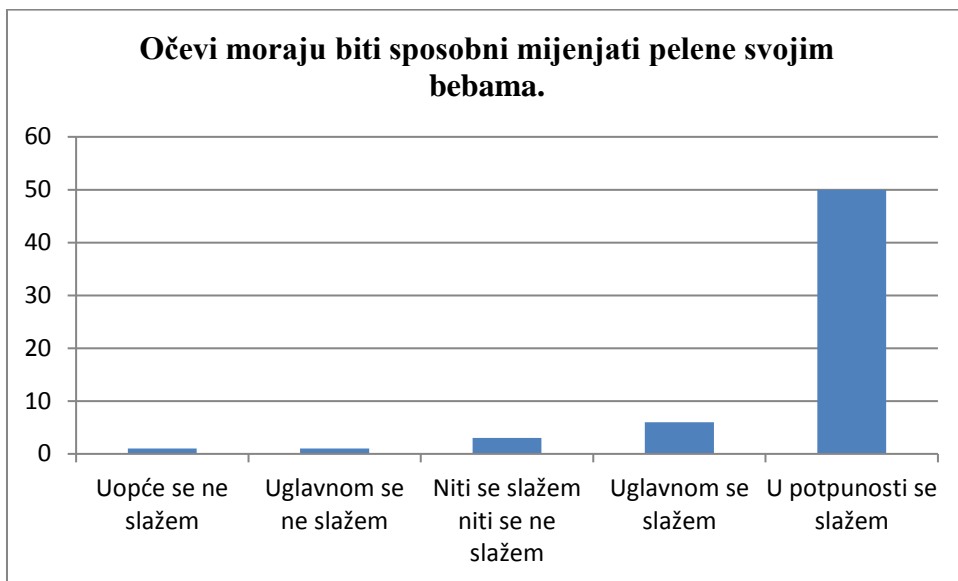 Očevi moraju biti sposobni mijenjati pelene svojim
bebama.
60
50
40
30
20
10
0
Uopće se ne
slažem
Uglavnom se
ne slažem
Niti se slažem
niti se ne
slažem
Uglavnom se
slažem
U potpunosti se
slažem